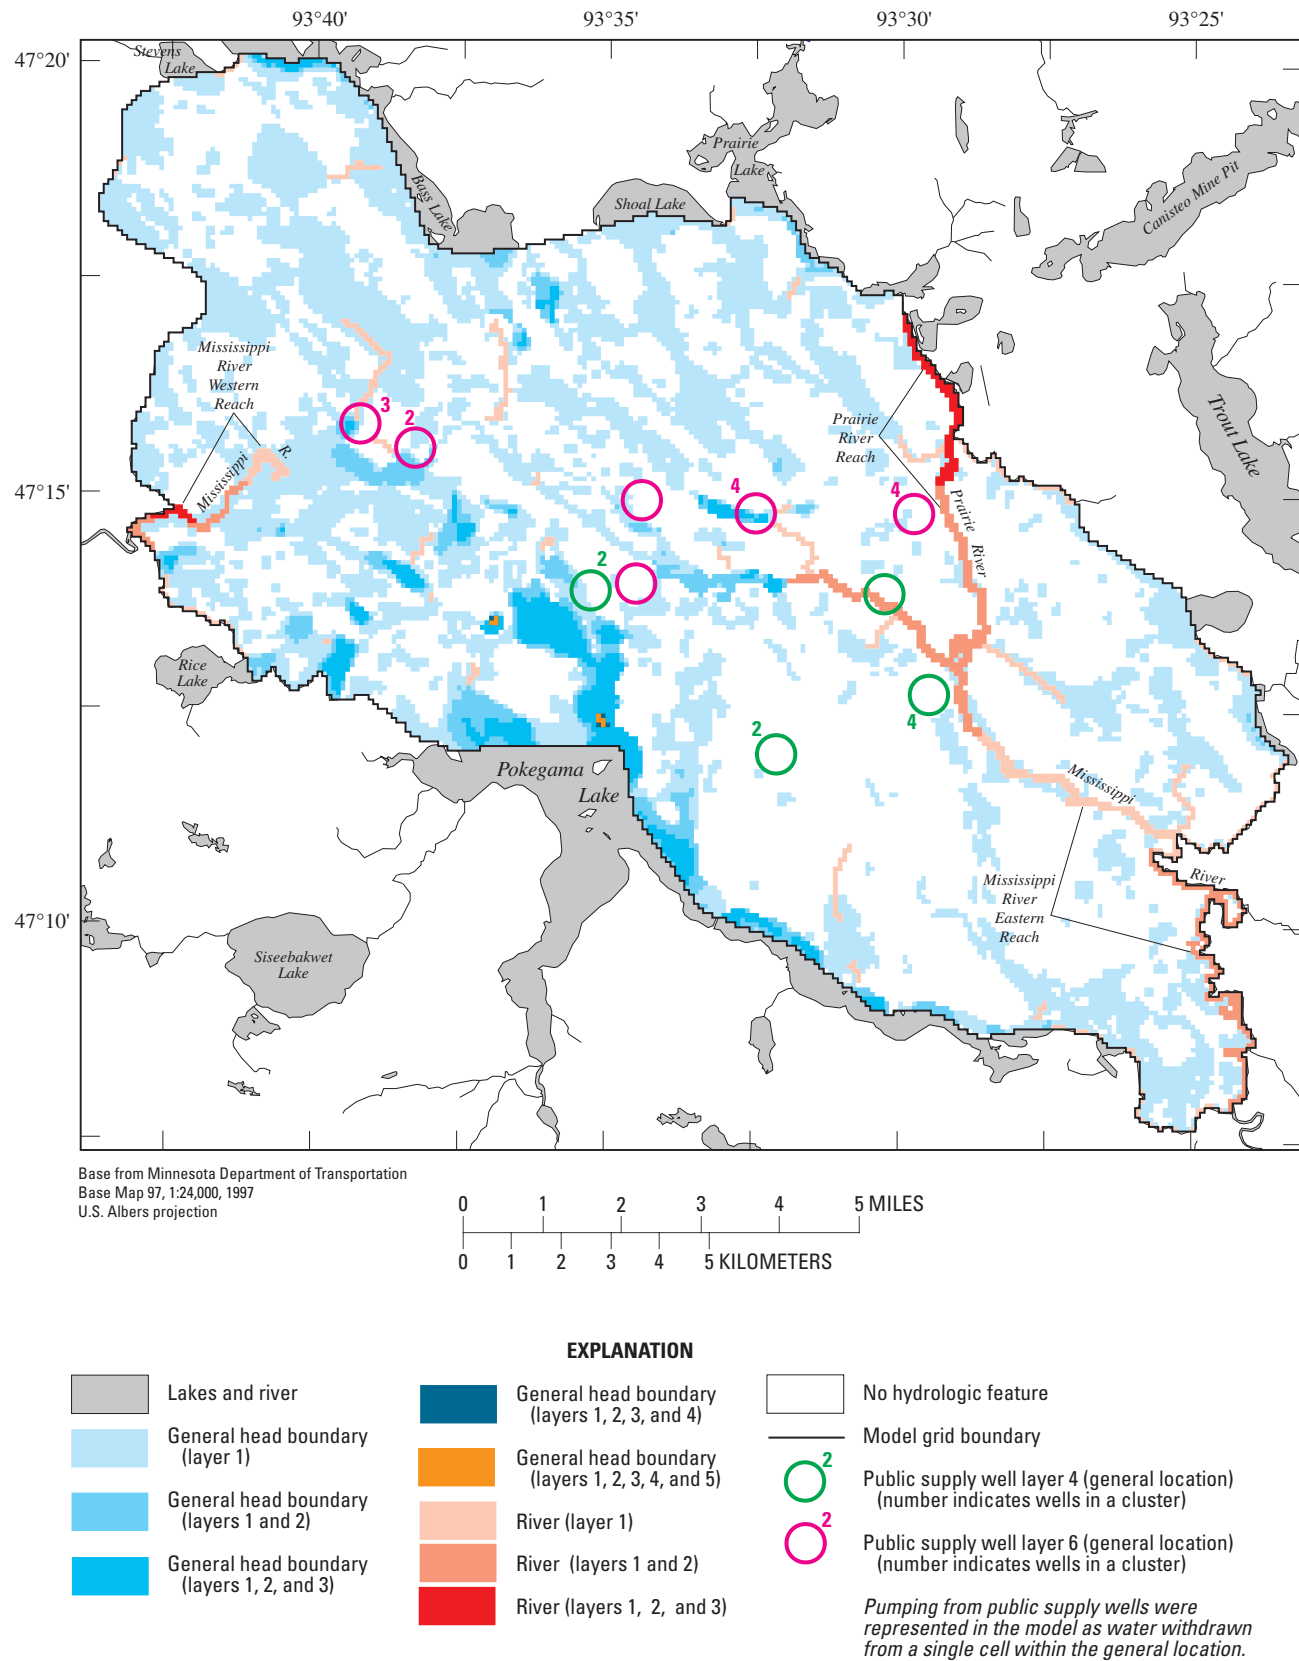 93°40'
93°35'
93°30'
93°25'
47°20'
Stevens
Lake
Prairie
Lake
Bass Lake
Shoal Lake
Canisteo Mine Pit
Mississippi
River
Western
Reach
Trout Lake
3
2
Prairie
River
Reach
R.
Mississippi
47°15'
4
4
Prairie
River
2
Rice
Lake
4
2
Pokegama
Lake
Mississippi
River
Mississippi
River
Eastern
Reach
47°10'
Siseebakwet
Lake
Base from Minnesota Department of Transportation
Base Map 97, 1:24,000, 1997
U.S. Albers projection
0 1 2 3 4 5 MILES
0 1 2 3 4 5 KILOMETERS
EXPLANATION
Lakes and river
General head boundary
(layer 1)
General head boundary
(layers 1 and 2)
General head boundary
(layers 1, 2, and 3)
General head boundary
(layers 1, 2, 3, and 4)
General head boundary
(layers 1, 2, 3, 4, and 5)
River (layer 1)
River (layers 1 and 2)
River (layers 1, 2, and 3)
No hydrologic feature
Model grid boundary
2
Public supply well layer 4 (general location)
(number indicates wells in a cluster)
2
Public supply well layer 6 (general location)
(number indicates wells in a cluster)
Pumping from public supply wells were
represented in the model as water withdrawn
from a single cell within the general location.